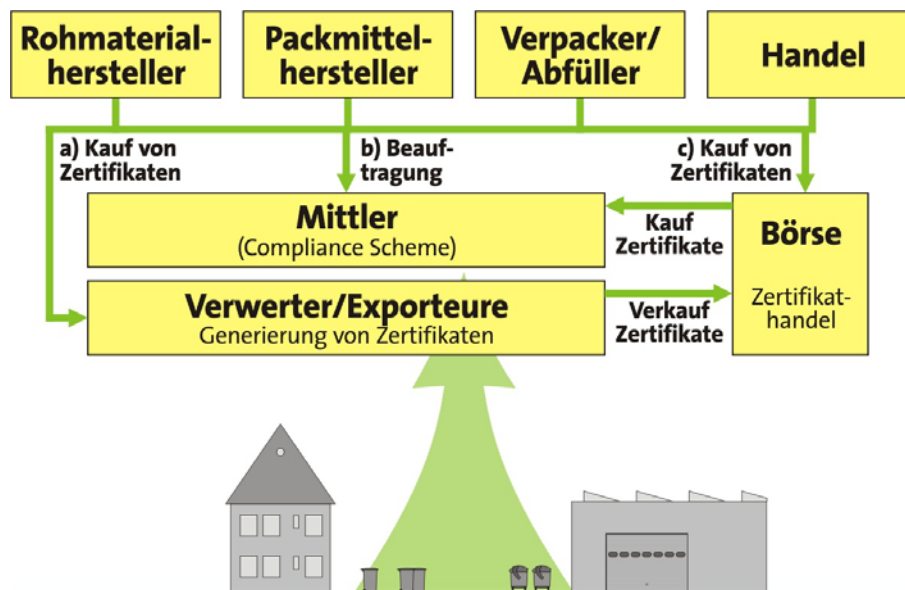 Rohmaterial-
hersteller
Packmittel-
hersteller
Verpacker/
Abfüller
Handel
a) Kauf von
Zertifikaten
b) Beauf-
tragung
c) Kauf von
Zertifikaten
Mittler
(Compliance Scheme)
Kauf
Zertifikate
Börse
Zertifikat-
handel
Verwerter/Exporteure
Generierung von Zertifikaten
Verkauf
Zertifikate